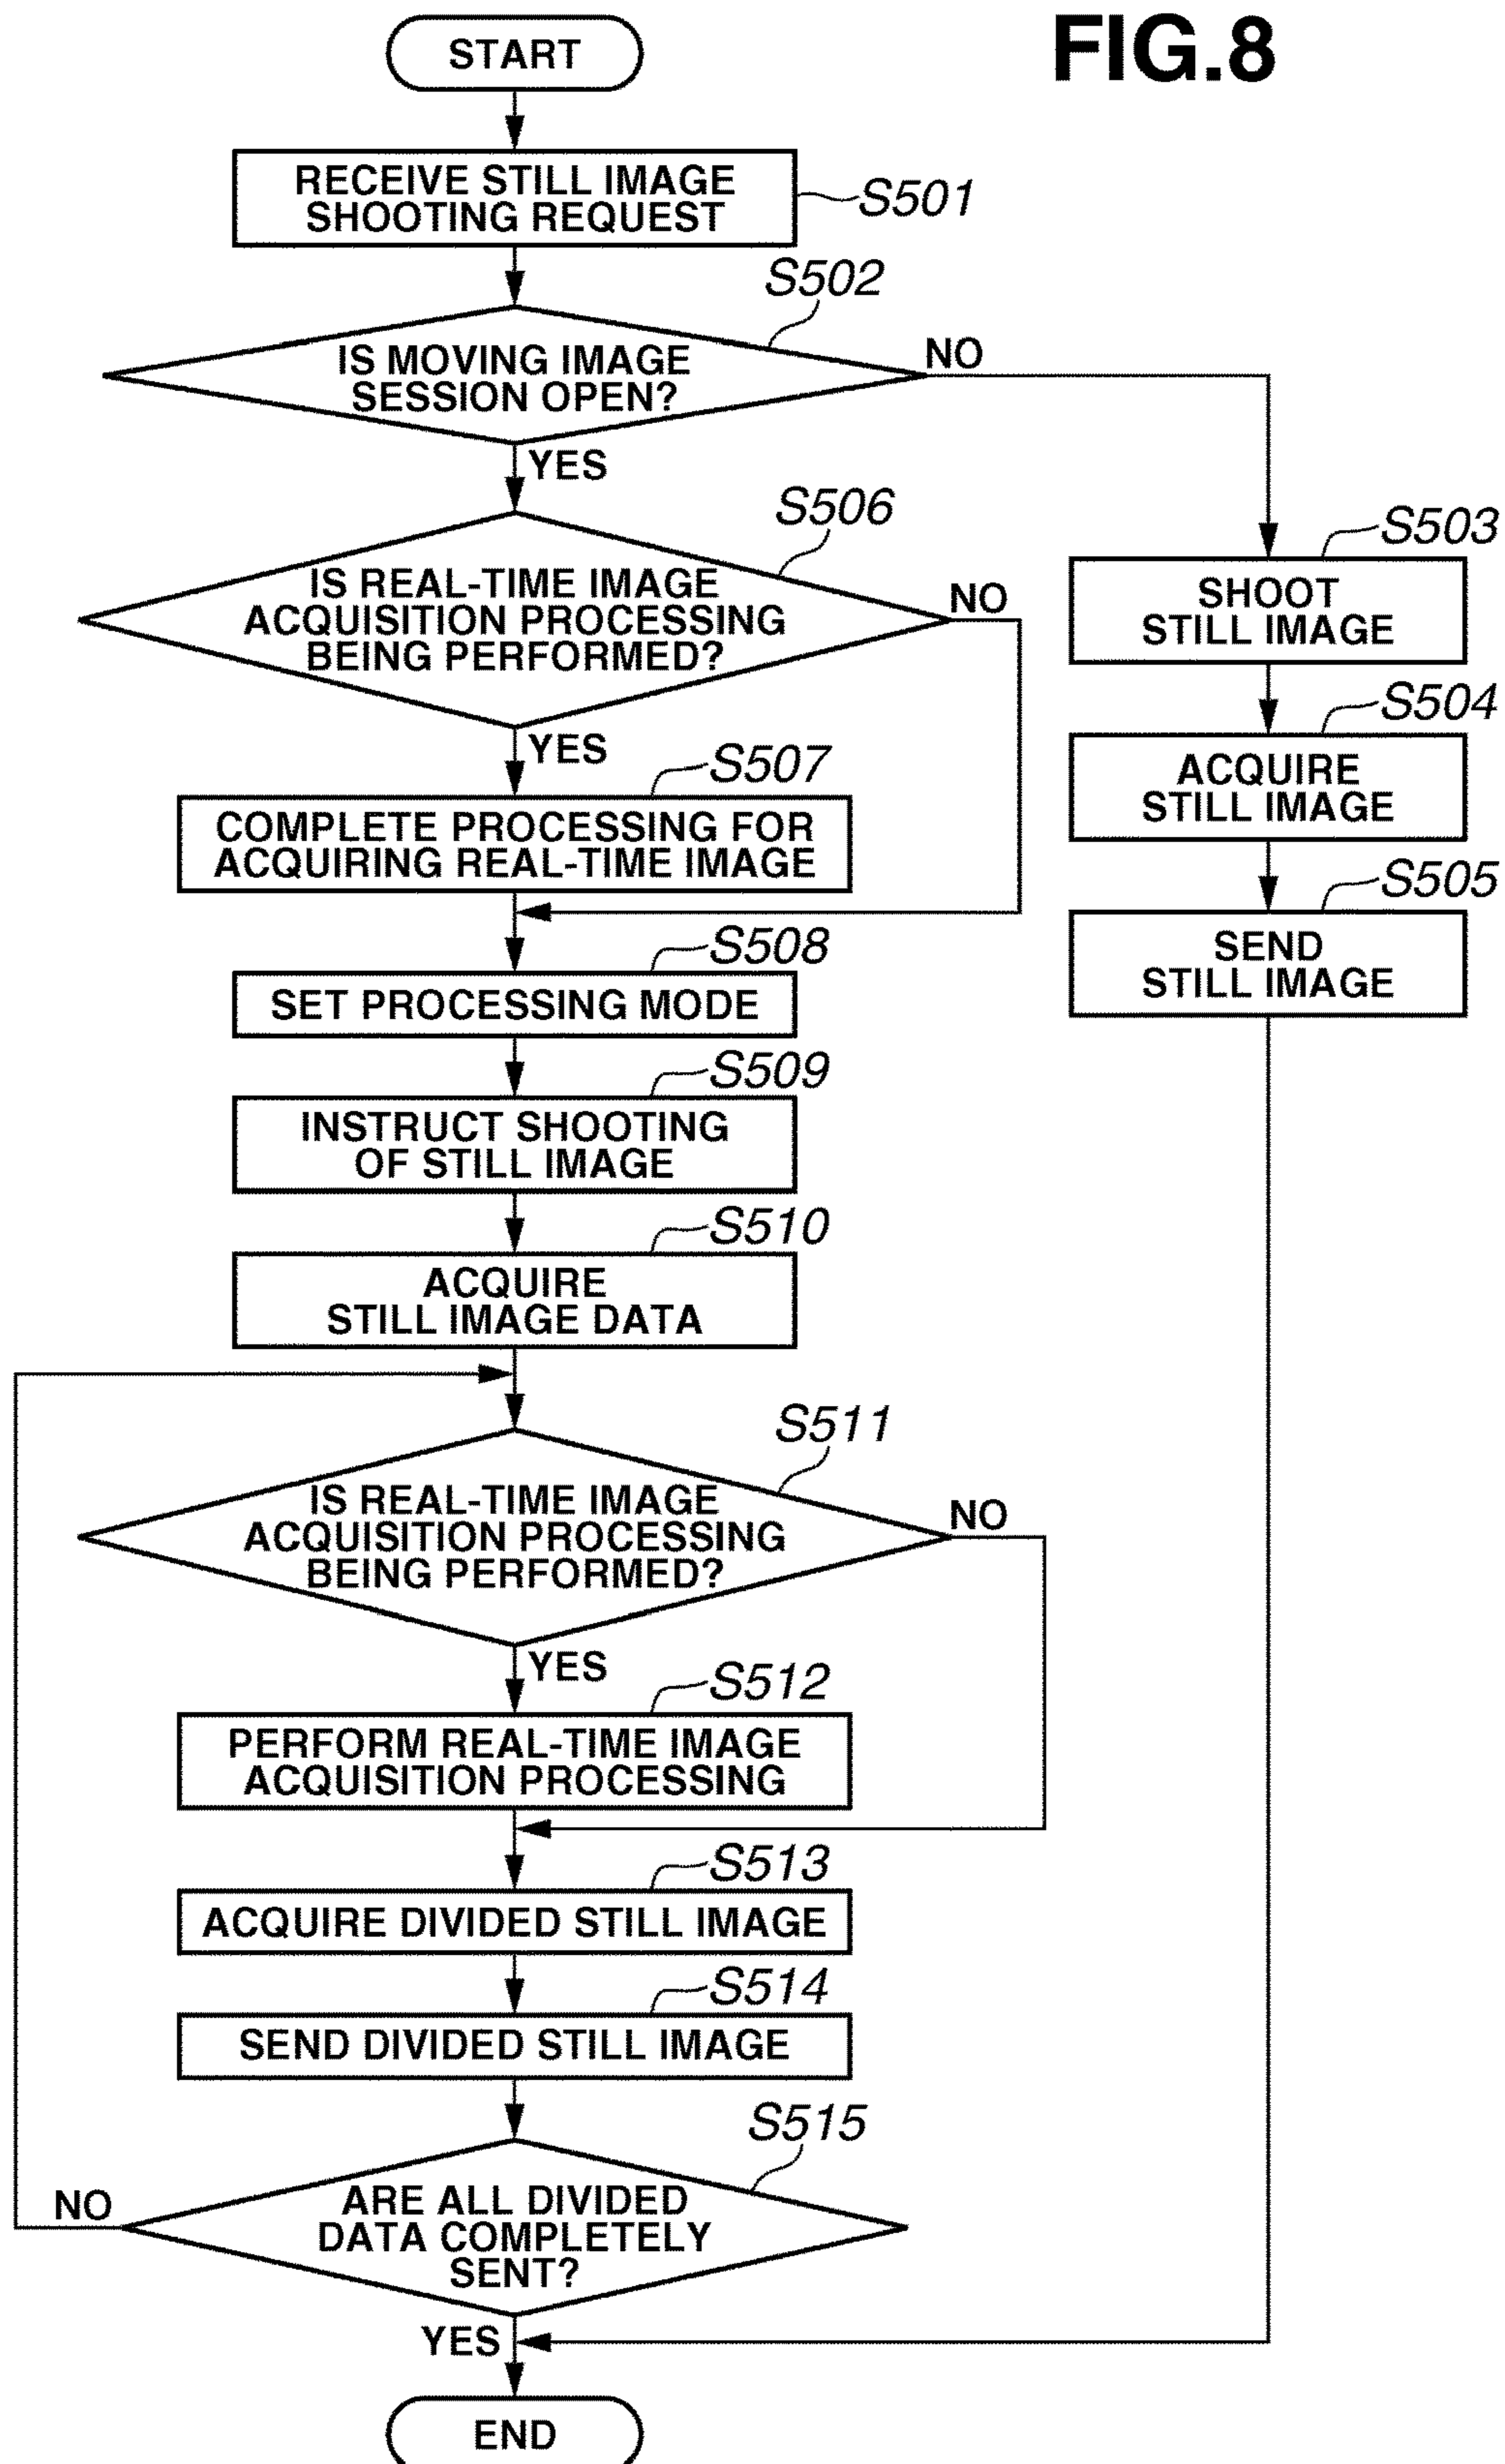 FIG.8
START
RECEIVE STILL IMAGE
SHOOTING REQUEST
S501
S502
IS MOVING IMAGE
SESSION OPEN?
NO
YES
S506
IS REAL-TIME IMAGE
ACQUISITION PROCESSING
BEING PERFORMED?
NO
YES
S503
SHOOT
STILL IMAGE
S504
ACQUIRE
STILL IMAGE
S505
SEND
STILL IMAGE
S507
COMPLETE PROCESSING FOR
ACQUIRING REAL-TIME IMAGE
S508
SET PROCESSING MODE
S509
INSTRUCT SHOOTING
OF STILL IMAGE
S510
ACQUIRE
STILL IMAGE DATA
S511
IS REAL-TIME IMAGE
ACQUISITION PROCESSING
BEING PERFORMED?
NO
YES
S512
PERFORM REAL-TIME IMAGE
ACQUISITION PROCESSING
S513
ACQUIRE DIVIDED STILL IMAGE
S514
SEND DIVIDED STILL IMAGE
S515
ARE ALL DIVIDED
DATA COMPLETELY
SENT?
NO
YES
END